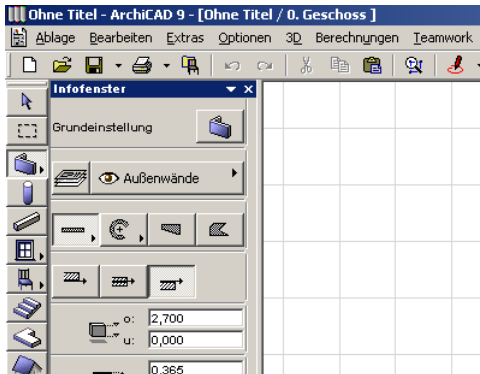 Ohne Titel - ArchiCAD 9 - [Ohne Titel / 0. Geschoss ]
Ablage Bearbeiten Extras Optionen 3D Berechnungen Teamwork
Infofenster
Grundeinstellung
Außenwände
o: 2,700
u: 0,000
0,365